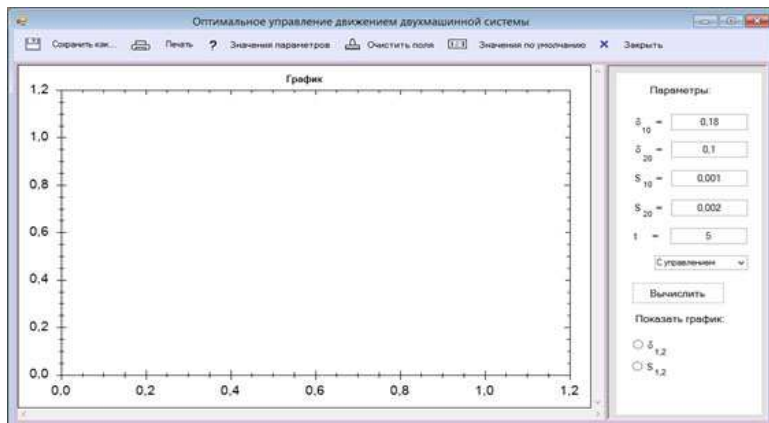 Оптимальное управление движением двухмашинной системы
Сохранить как... Печать ? Значения параметров Очистить поля 123 Значения по умолчанию Закрыть
График
1,2
1,0
0,8
0,6
0,4
0,2
0,0
0,0 0,2 0,4 0,6 0,8 1,0 1,2
Параметры:
δ10 = 0,18
δ20 = 0,1
S10 = 0,001
S20 = 0,002
t = 5
С управлением
Вычислить
Показать график:
δ1,2
S1,2